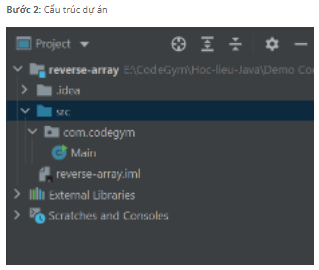 Bước 2: Cấu trúc dự án
Project
reverse-array E:\CodeGym\Hoc-lieu-Java\Demo Co
.idea
src
com.codegym
Main
reverse-array.iml
External Libraries
Scratches and Consoles